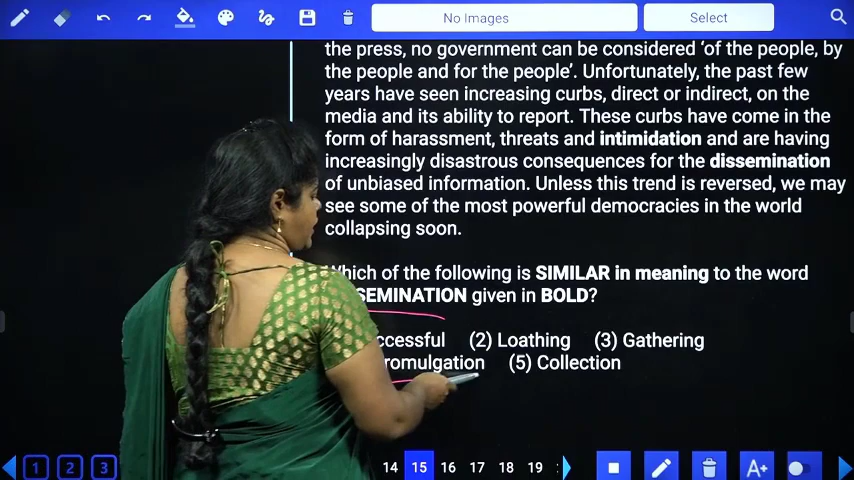 No Images
Select
the press, no government can be considered ‘of the people, by
the people and for the people’. Unfortunately, the past few
years have seen increasing curbs, direct or indirect, on the
media and its ability to report. These curbs have come in the
form of harassment, threats and intimidation and are having
increasingly disastrous consequences for the dissemination
of unbiased information. Unless this trend is reversed, we may
see some of the most powerful democracies in the world
collapsing soon.
Which of the following is SIMILAR in meaning to the word
SEMINATION given in BOLD?
ccessful (2) Loathing (3) Gathering
romulgation (5) Collection
1 2 3 14 15 16 17 18 19 A+